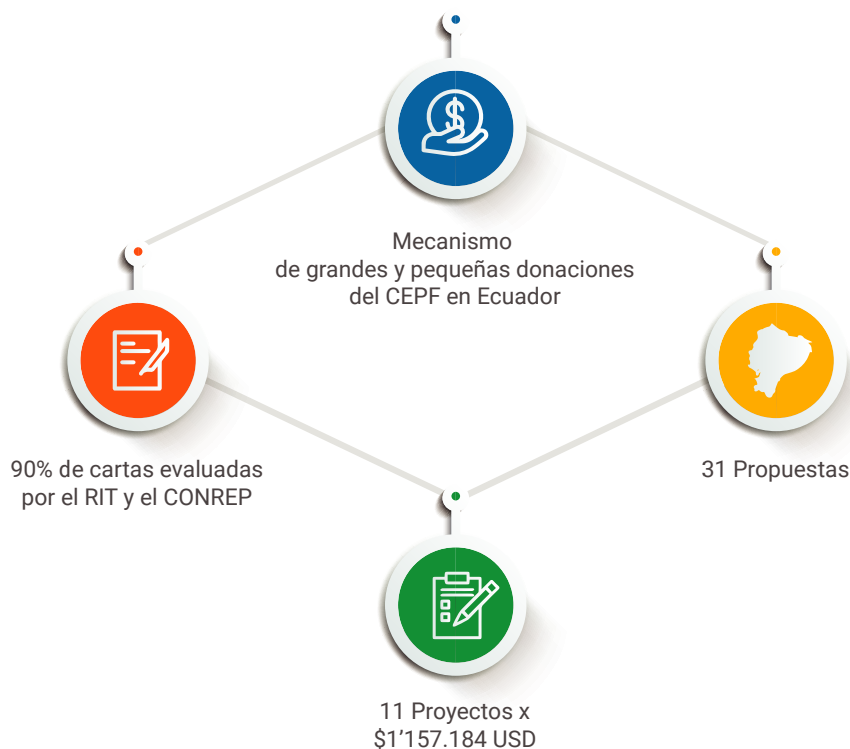 Mecanismo
de grandes y pequeñas donaciones
del CEPF en Ecuador
90% de cartas evaluadas
por el RIT y el CONREP
31 Propuestas
11 Proyectos x
$1’157.184 USD